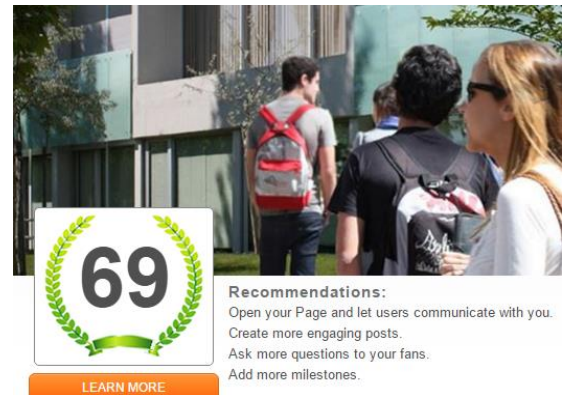 69
Recommendations:
Open your Page and let users communicate with you.
Create more engaging posts.
Ask more questions to your fans.
Add more milestones.
LEARN MORE